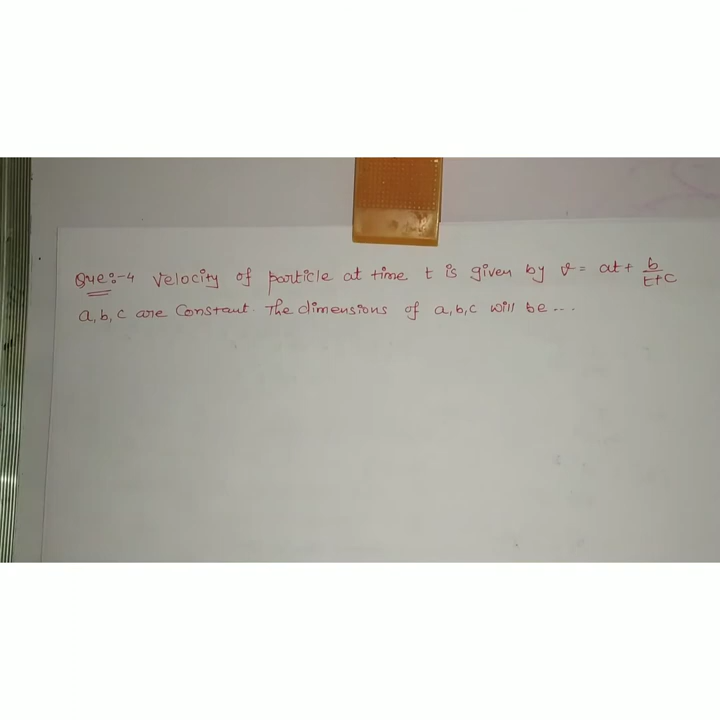 Que:-4 Velocity of particle at time t is given by v = at + b/t+c
a, b, c are Constant. The dimensions of a, b, c will be ...